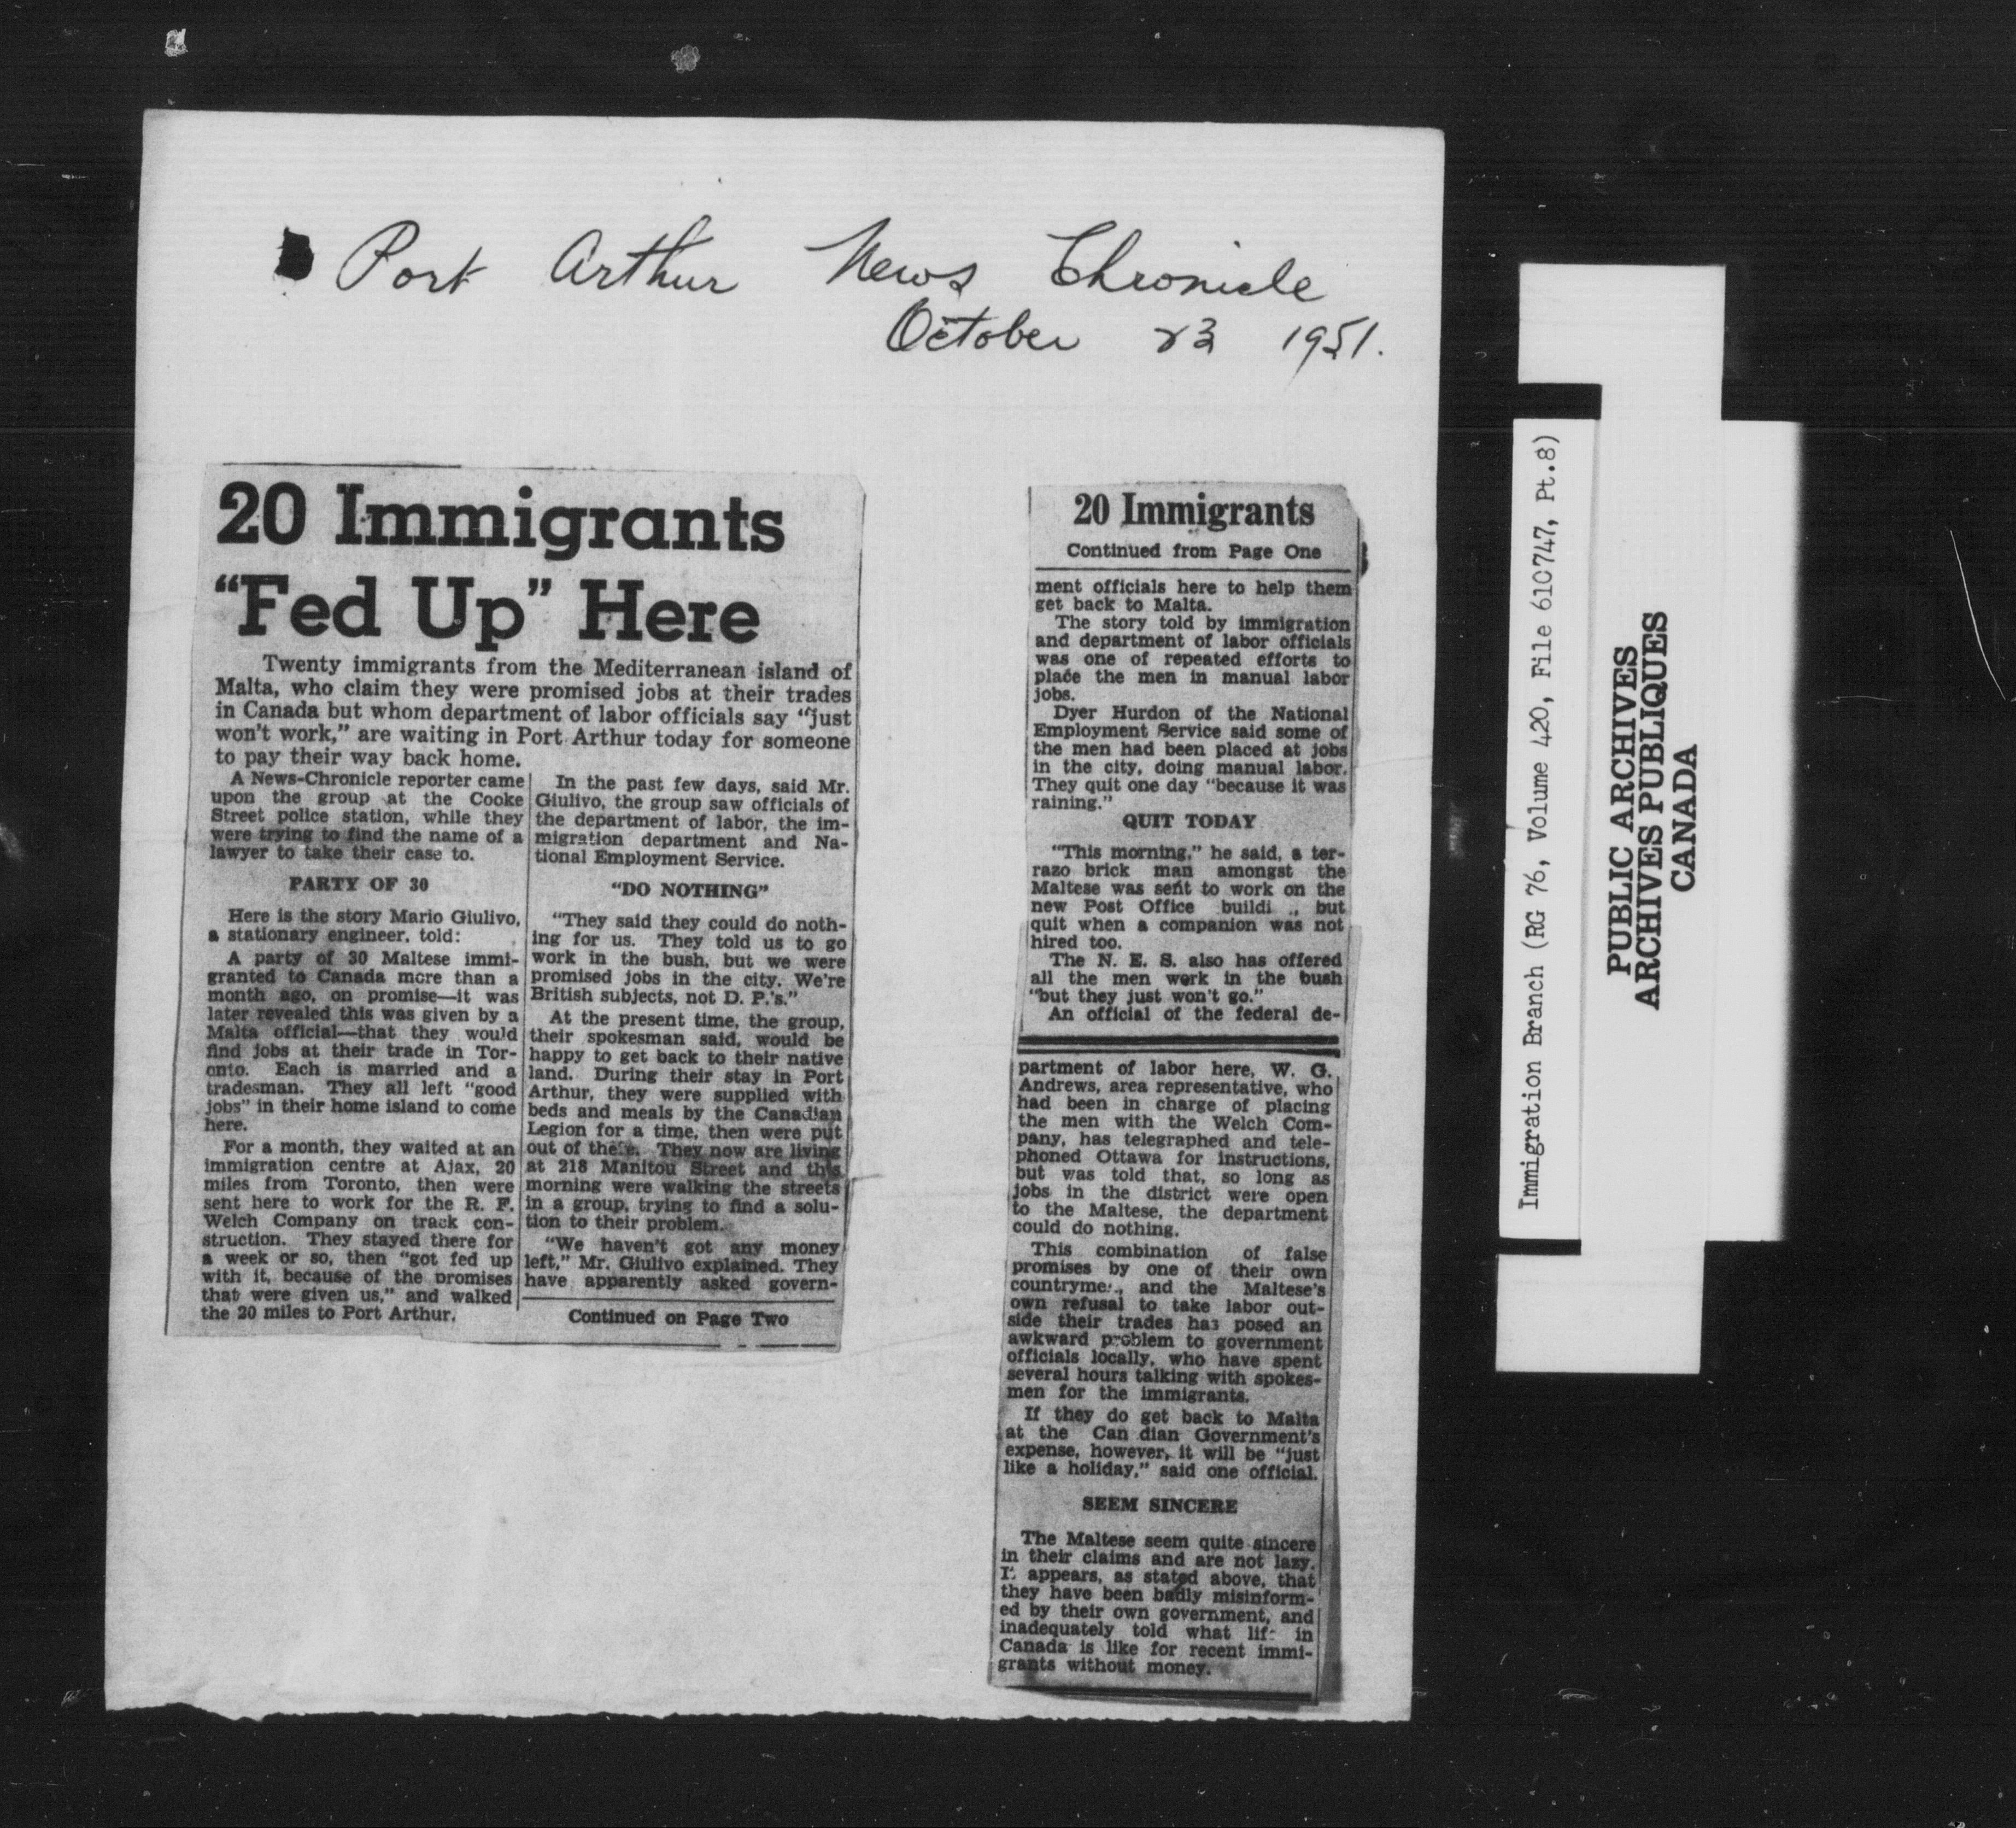 Port Arthur News Chronicle
October 23 1951.
20 Immigrants
“Fed Up” Here
Twenty immigrants from the Mediterranean island of
Malta, who claim they were promised jobs at their trades
in Canada but whom department of labor officials say “just
won't work,” are waiting in Port Arthur today for someone
to pay their way back home.
A News-Chronicle reporter came
upon the group at the Cooke
Street police station, while they
were trying to find the name of a
lawyer to take their case to.
PARTY OF 30
Here is the story Mario Giulivo,
a stationary engineer, told:
A party of 30 Maltese immi-
granted to Canada more than a
month ago, on promise—it was
later revealed this was given by a
Malta official—that they would
find jobs at their trade in Tor-
onto. Each is married and a
tradesman. They all left “good
jobs” in their home island to come
here.
For a month, they waited at an
immigration centre at Ajax, 20
miles from Toronto, then were
sent here to work for the R. F.
Welch Company on track con-
struction. They stayed there for
a week or so, then “got fed up
with it, because of the promises
that were given us,” and walked
the 20 miles to Port Arthur.
In the past few days, said Mr.
Giulivo, the group saw officials of
the department of labor, the im-
migration department and Na-
tional Employment Service.
“DO NOTHING”
“They said they could do noth-
ing for us. They told us to go
work in the bush, but we were
promised jobs in the city. We're
British subjects, not D. P.'s.”
At the present time, the group,
their spokesman said, would be
happy to get back to their native
land. During their stay in Port
Arthur, they were supplied with
beds and meals by the Canadian
Legion for a time, then were put
out of there. They now are living
at 218 Manitou Street and this
morning were walking the streets
in a group, trying to find a solu-
tion to their problem.
“We haven't got any money
left,” Mr. Giulivo explained. They
have apparently asked govern-
Continued on Page Two
20 Immigrants
Continued from Page One
ment officials here to help them
get back to Malta.
The story told by immigration
and department of labor officials
was one of repeated efforts to
place the men in manual labor
jobs.
Dyer Hurdon of the National
Employment Service said some of
the men had been placed at jobs
in the city, doing manual labor.
They quit one day “because it was
raining.”
QUIT TODAY
“This morning,” he said, a ter-
razo brick man amongst the
Maltese was sent to work on the
new Post Office buildi ., but
quit when a companion was not
hired too.
The N. E. S. also has offered
all the men work in the bush
“but they just won't go.”
An official of the federal de-
partment of labor here, W. G.
Andrews, area representative, who
had been in charge of placing
the men with the Welch Com-
pany, has telegraphed and tele-
phoned Ottawa for instructions,
but was told that, so long as
jobs in the district were open
to the Maltese, the department
could do nothing.
This combination of false
promises by one of their own
countryme., and the Maltese's
own refusal to take labor out-
side their trades has posed an
awkward problem to government
officials locally, who have spent
several hours talking with spokes-
men for the immigrants.
If they do get back to Malta
at the Can dian Government's
expense, however, it will be “just
like a holiday,” said one official.
SEEM SINCERE
The Maltese seem quite sincere
in their claims and are not lazy.
It appears, as stated above, that
they have been badly misinform-
ed by their own government, and
inadequately told what life in
Canada is like for recent immi-
grants without money.
Immigration Branch (RG 76, Volume 420, File 610747, Pt.8)
PUBLIC ARCHIVES
ARCHIVES PUBLIQUES
CANADA